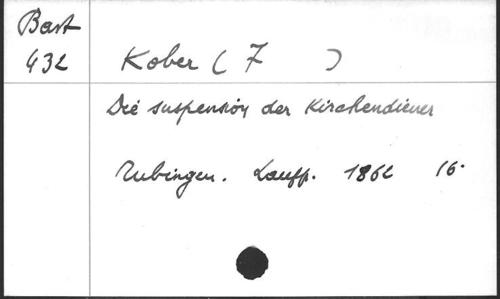 Bart
432
Kober ( F )
Die suspension der Kirchendiener
Tubingen. Laupp. 1862 16.